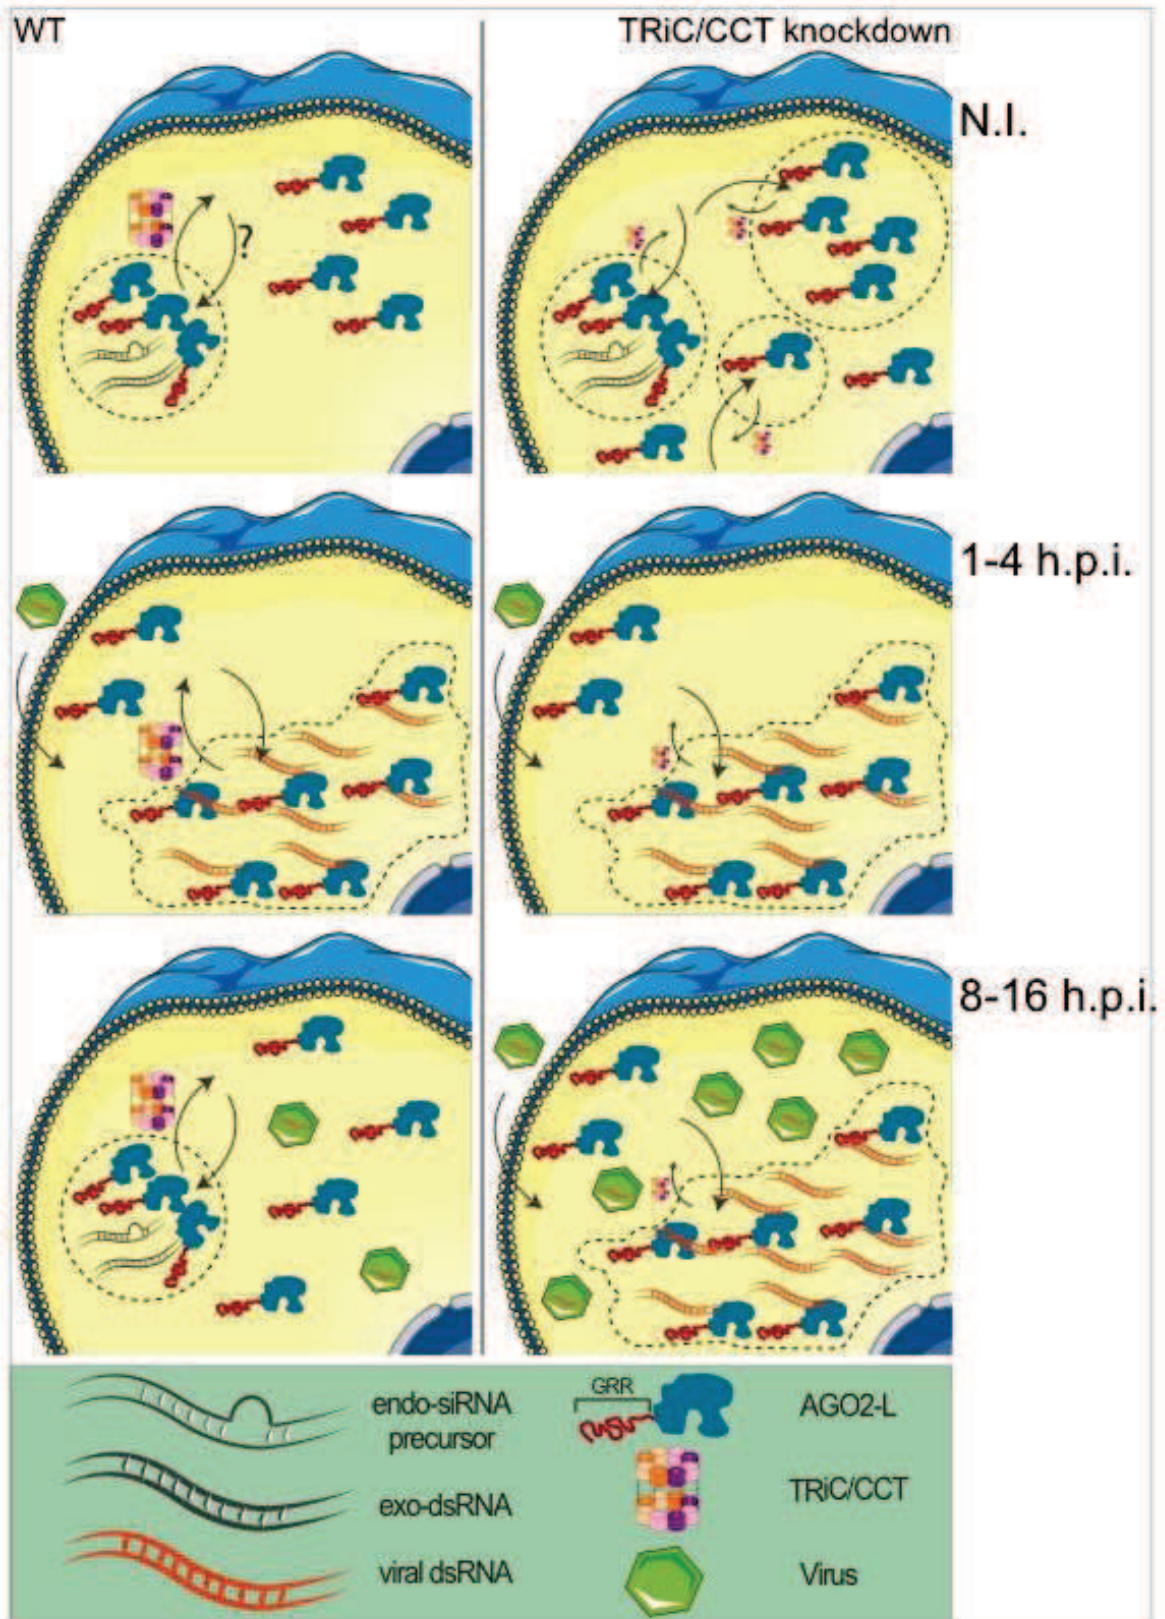 WT
TRiC/CCT knockdown
N.I.
?
1-4 h.p.i.
8-16 h.p.i.
endo-siRNA
precursor
exo-dsRNA
viral dsRNA
GRR
AGO2-L
TRiC/CCT
Virus